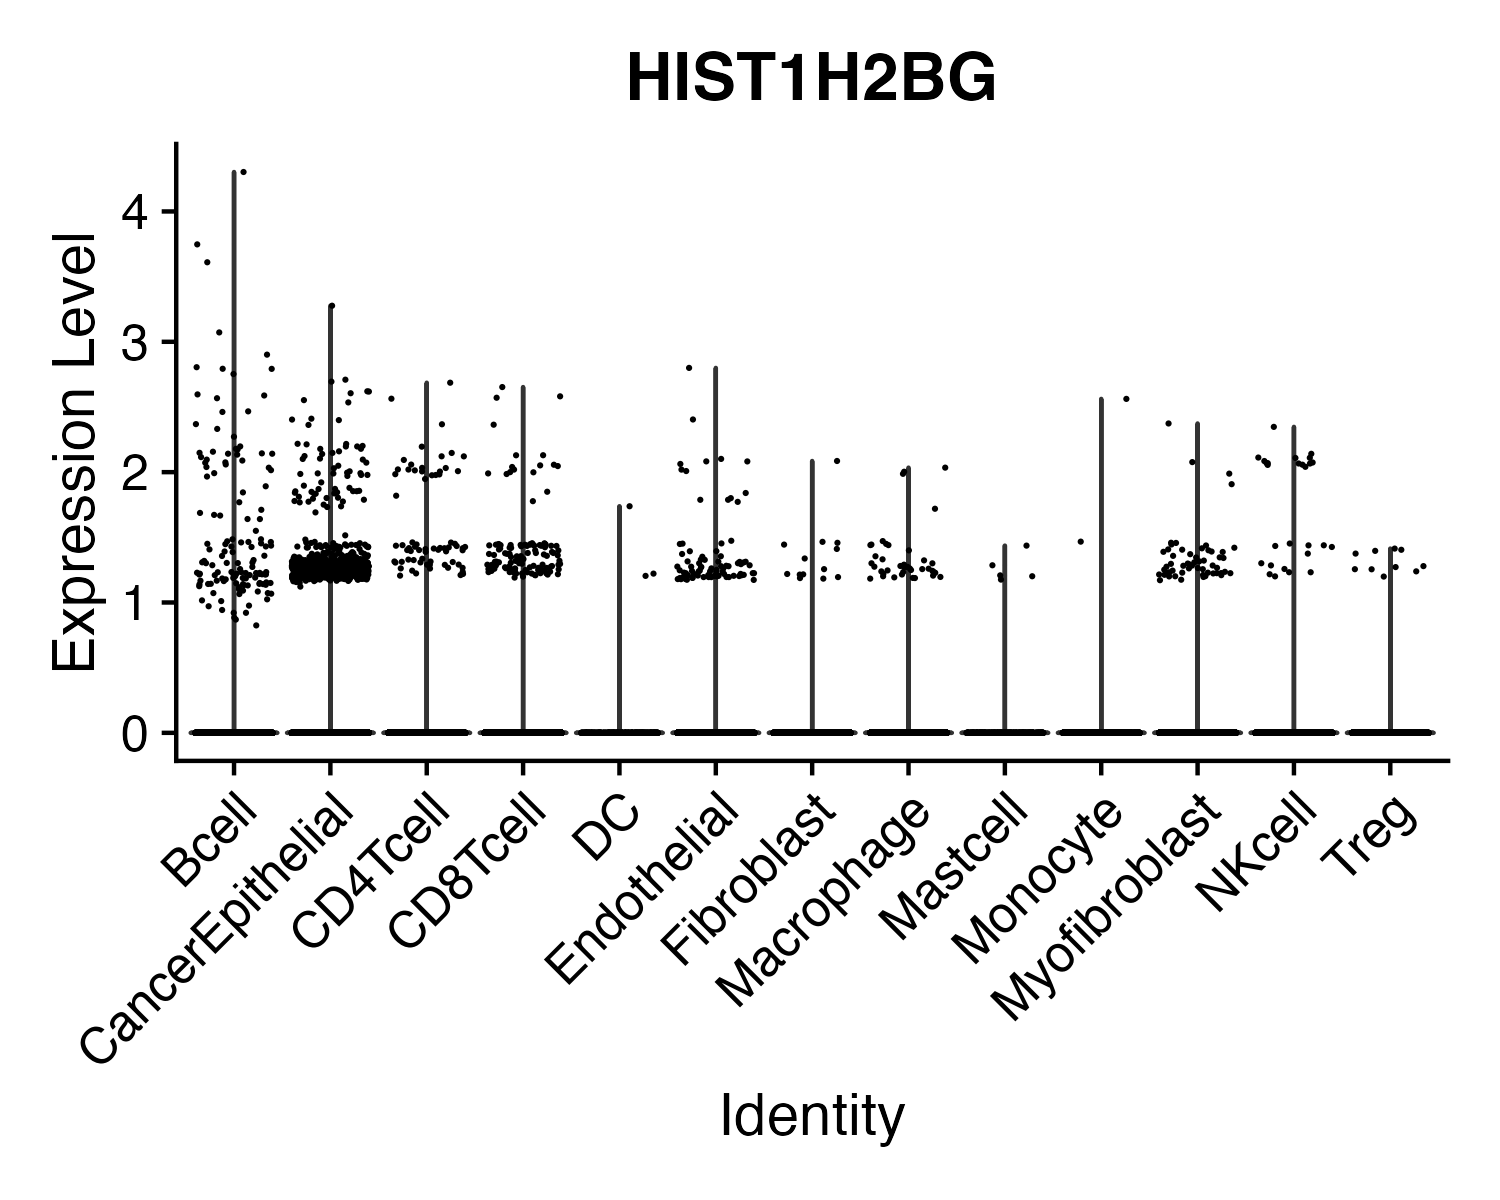 HIST1H2BG
Expression Level
4
3
2
1
0
Bcell
CancerEpithelial
CD4Tcell
CD8Tcell
DC
Endothelial
Fibroblast
Macrophage
Mastcell
Monocyte
Myofibroblast
NKcell
Treg
Identity